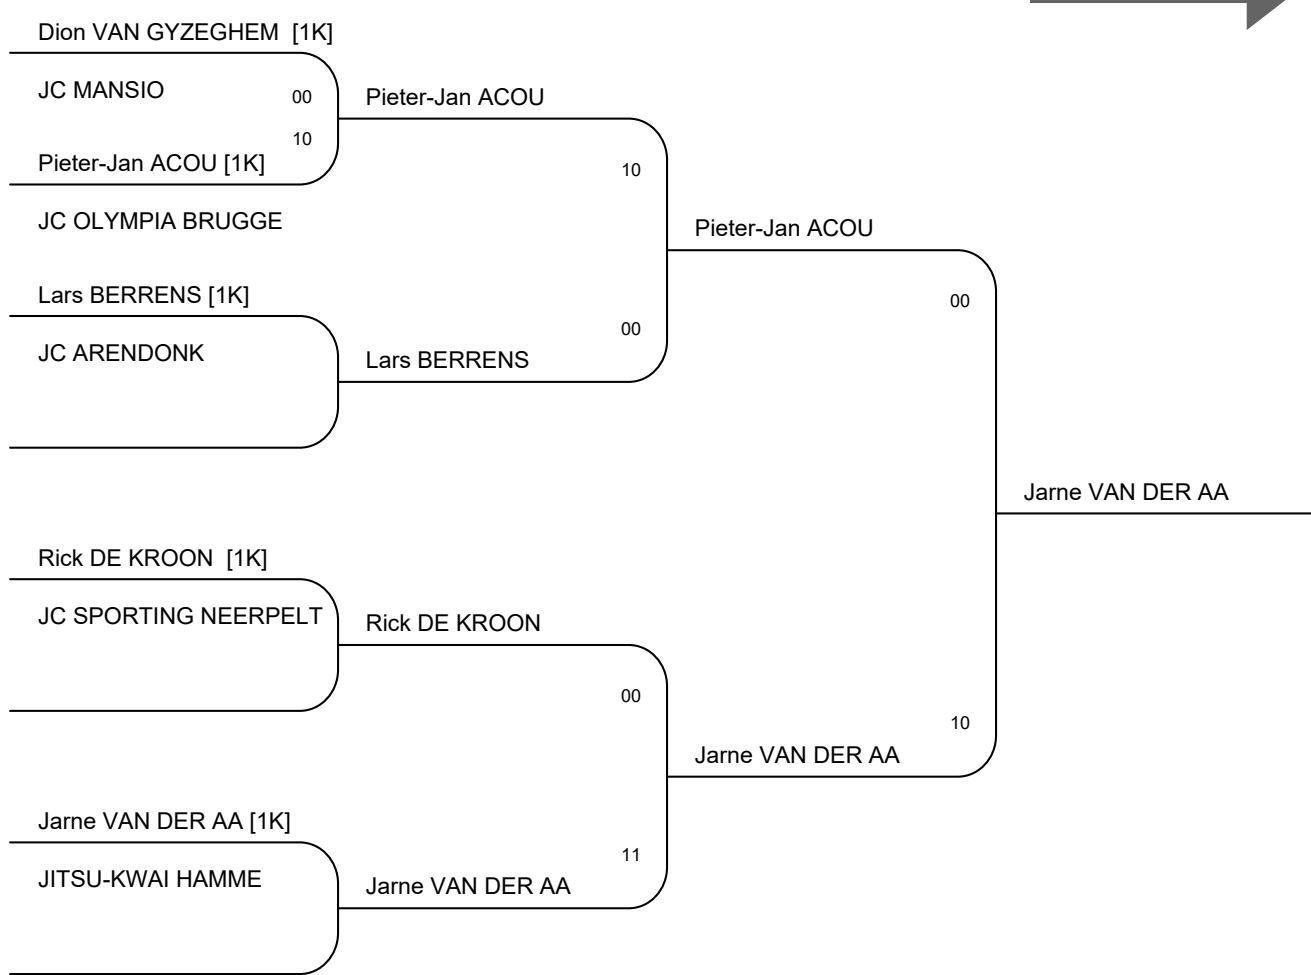 Dion VAN GYZEGHEM  [1K]
JC MANSIO
00
10
Pieter-Jan ACOU [1K]
JC OLYMPIA BRUGGE
Lars BERRENS [1K]
JC ARENDONK
Rick DE KROON  [1K]
JC SPORTING NEERPELT
Jarne VAN DER AA [1K]
JITSU-KWAI HAMME
Pieter-Jan ACOU
10
00
Lars BERRENS
Rick DE KROON
00
11
Jarne VAN DER AA
Pieter-Jan ACOU
00
10
Jarne VAN DER AA
Jarne VAN DER AA